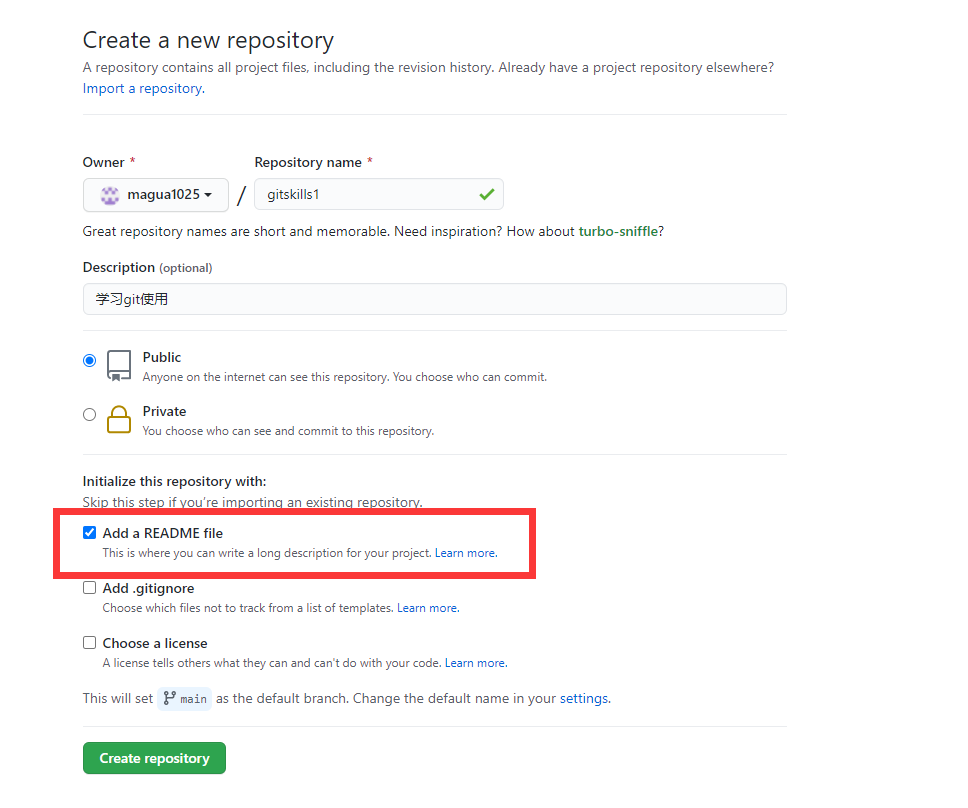 Create a new repository
A repository contains all project files, including the revision history. Already have a project repository elsewhere?
Import a repository.
Owner * Repository name *
magua1025 / gitskills1
Great repository names are short and memorable. Need inspiration? How about turbo-sniffle?
Description (optional)
学习git使用
Public
Anyone on the internet can see this repository. You choose who can commit.
Private
You choose who can see and commit to this repository.
Initialize this repository with:
Skip this step if you're importing an existing repository.
Add a README file
This is where you can write a long description for your project. Learn more.
Add .gitignore
Choose which files not to track from a list of templates. Learn more.
Choose a license
A license tells others what they can and can't do with your code. Learn more.
This will set main as the default branch. Change the default name in your settings.
Create repository